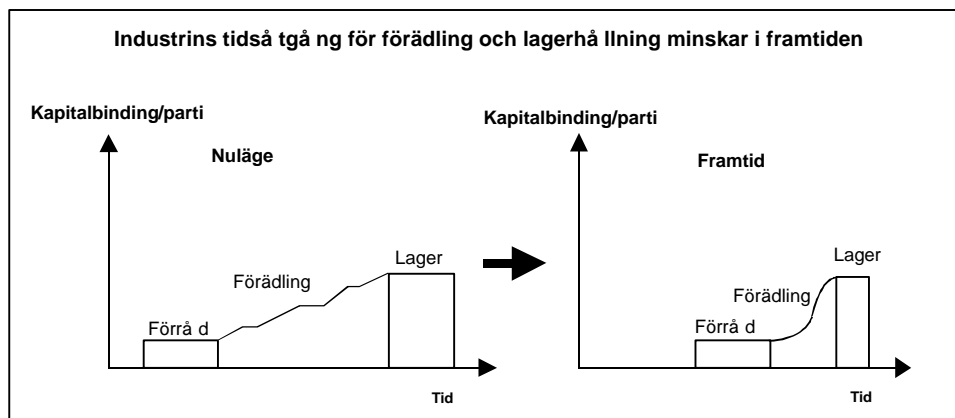 Industrins tidså tgå ng för förädling och lagerhå llning minskar i framtiden
Kapitalbinding/parti
Nuläge
Lager
Förädling
Förrå d
Tid
Kapitalbinding/parti
Framtid
Lager
Förädling
Förrå d
Tid